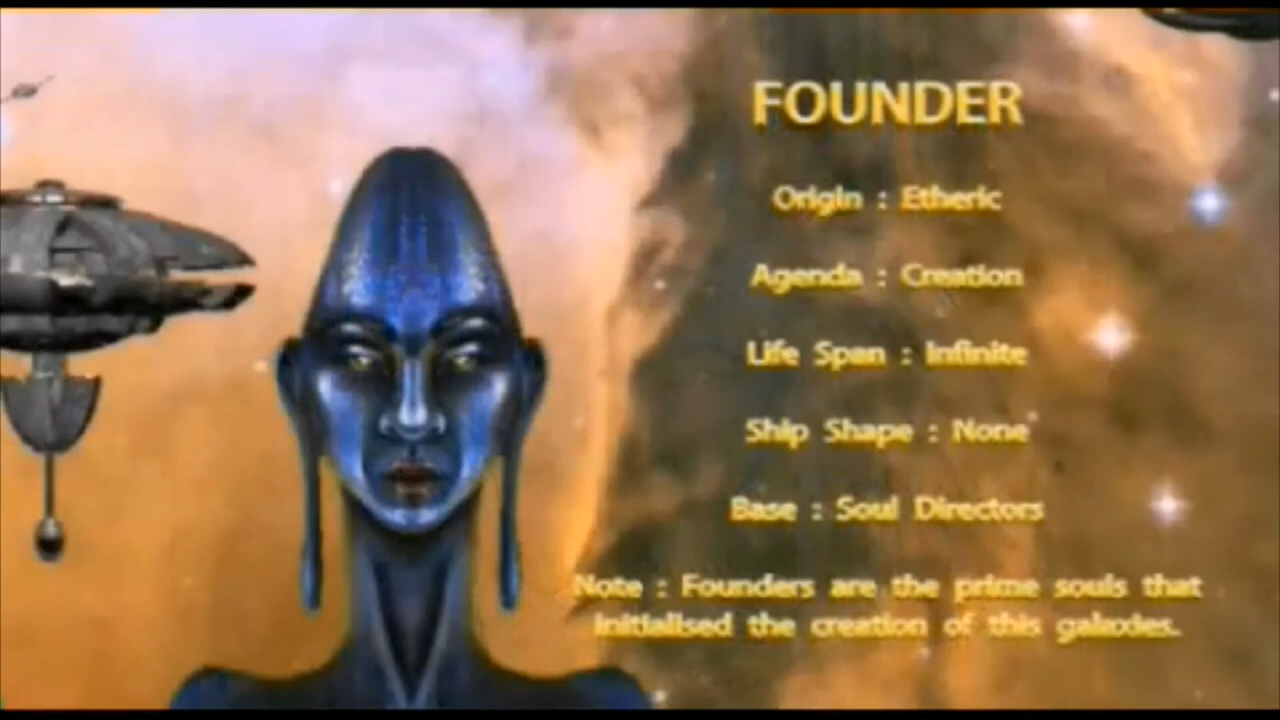 FOUNDER
Origin : Etheric
Agenda : Creation
Life Span : Infinite
Ship Shape : None
Base : Soul Directors
Note : Founders are the prime souls that
initialised the creation of this galaxies.